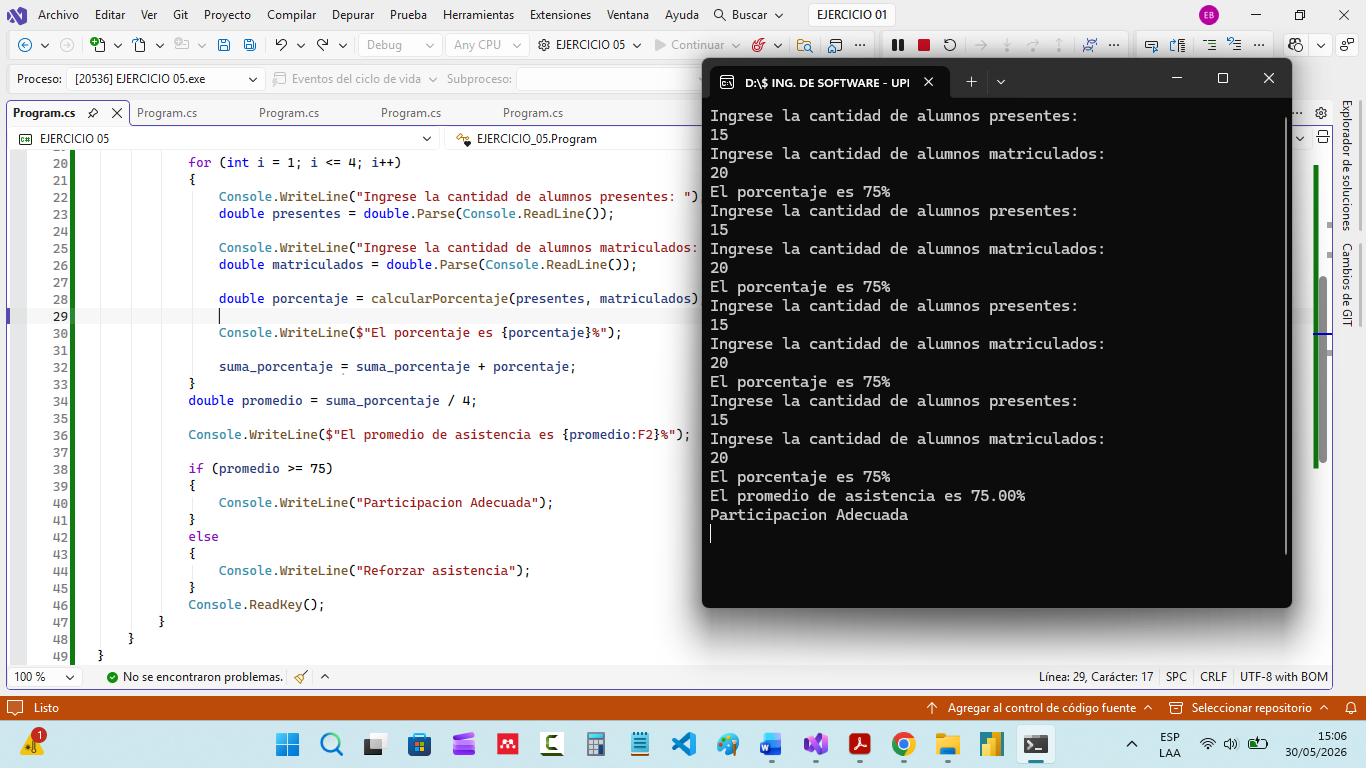 Archivo Editar Ver Git Proyecto Compilar Depurar Prueba Herramientas Extensiones Ventana Ayuda Buscar EJERCICIO 01 EB
Debug Any CPU EJERCICIO 05 Continuar
Proceso: [20536] EJERCICIO 05.exe Eventos del ciclo de vida Subproceso:
Program.cs Program.cs Program.cs Program.cs Program.cs
EJERCICIO 05 EJERCICIO_05.Program
20 for (int i = 1; i <= 4; i++)
21 {
22 Console.WriteLine("Ingrese la cantidad de alumnos presentes: ")
23 double presentes = double.Parse(Console.ReadLine());
24
25 Console.WriteLine("Ingrese la cantidad de alumnos matriculados:
26 double matriculados = double.Parse(Console.ReadLine());
27
28 double porcentaje = calcularPorcentaje(presentes, matriculados)
29
30 Console.WriteLine($"El porcentaje es {porcentaje}%");
31
32 suma_porcentaje = suma_porcentaje + porcentaje;
33 }
34 double promedio = suma_porcentaje / 4;
35
36 Console.WriteLine($"El promedio de asistencia es {promedio:F2}%");
37
38 if (promedio >= 75)
39 {
40 Console.WriteLine("Participacion Adecuada");
41 }
42 else
43 {
44 Console.WriteLine("Reforzar asistencia");
45 }
46 Console.ReadKey();
47 }
48 }
49 }
D:\$ ING. DE SOFTWARE - UPI
Ingrese la cantidad de alumnos presentes:
15
Ingrese la cantidad de alumnos matriculados:
20
El porcentaje es 75%
Ingrese la cantidad de alumnos presentes:
15
Ingrese la cantidad de alumnos matriculados:
20
El porcentaje es 75%
Ingrese la cantidad de alumnos presentes:
15
Ingrese la cantidad de alumnos matriculados:
20
El porcentaje es 75%
Ingrese la cantidad de alumnos presentes:
15
Ingrese la cantidad de alumnos matriculados:
20
El porcentaje es 75%
El promedio de asistencia es 75.00%
Participacion Adecuada
Explorador de soluciones
Cambios de GIT
100 % No se encontraron problemas. Línea: 29, Carácter: 17 SPC CRLF UTF-8 with BOM
Listo Agregar al control de código fuente Seleccionar repositorio
1 ESP 15:06
LAA 30/05/2026